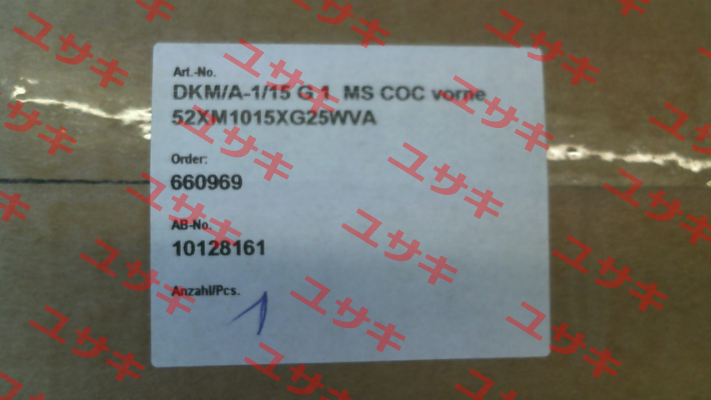 Art.-No.
DKM/A-1/15 G 1 MS COC vorne
52XM1015XG25WVA
Order:
660969
AB-No.
10128161
Anzahl/Pcs.
1
ユサキ